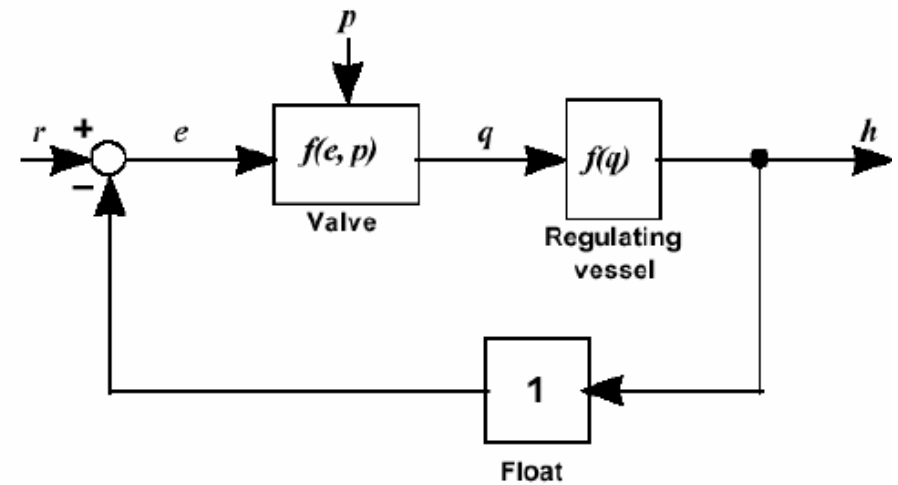 p
r + e f(e, p) q f(q) h
−
Valve
Regulating
vessel
1
Float